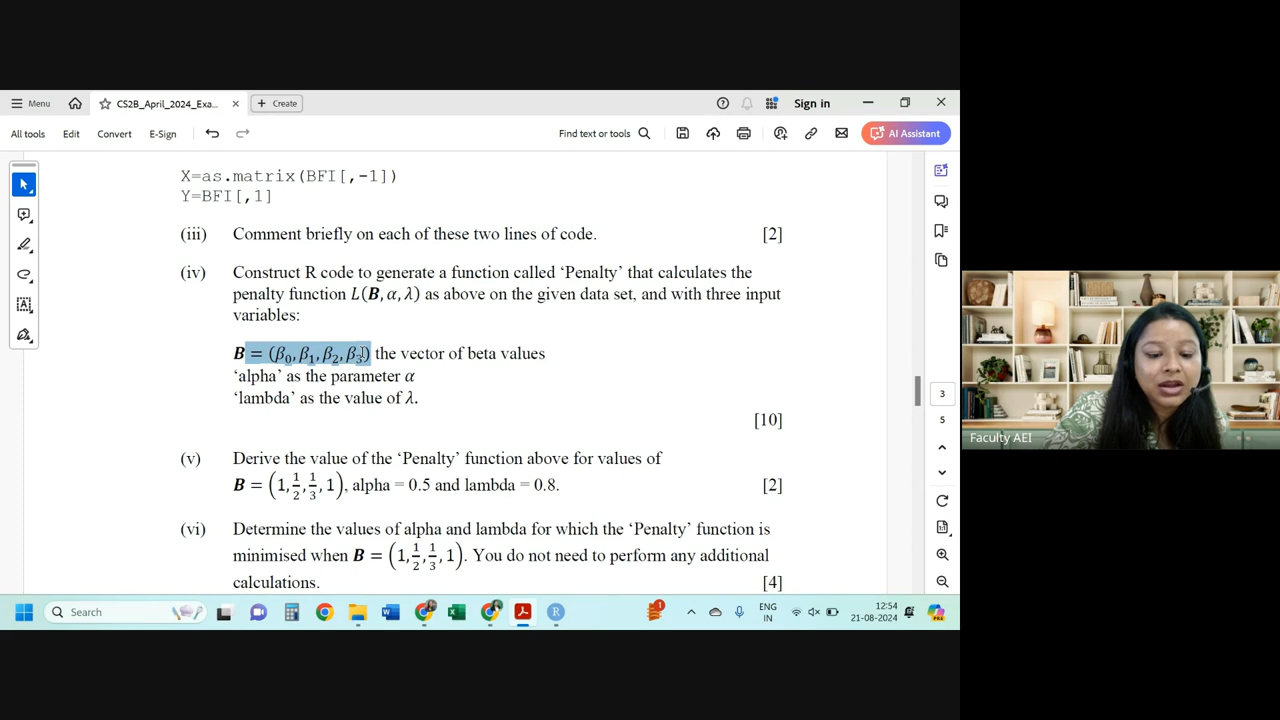 Menu
CS2B_April_2024_Exa...
Create
Sign in
All tools
Edit
Convert
E-Sign
Find text or tools
AI Assistant
X=as.matrix(BFI[,-1])
Y=BFI[,1]
(iii) Comment briefly on each of these two lines of code. [2]
(iv) Construct R code to generate a function called ‘Penalty’ that calculates the
penalty function L(B, α, λ) as above on the given data set, and with three input
variables:
B = (β₀, β₁, β₂, β₃) the vector of beta values
‘alpha’ as the parameter α
‘lambda’ as the value of λ.
[10]
(v) Derive the value of the ‘Penalty’ function above for values of
B = (1, 1/2, 1/3, 1), alpha = 0.5 and lambda = 0.8. [2]
(vi) Determine the values of alpha and lambda for which the ‘Penalty’ function is
minimised when B = (1, 1/2, 1/3, 1). You do not need to perform any additional
calculations. [4]
3
5
Faculty AEI
Search
1
ENG
IN
12:54
21-08-2024